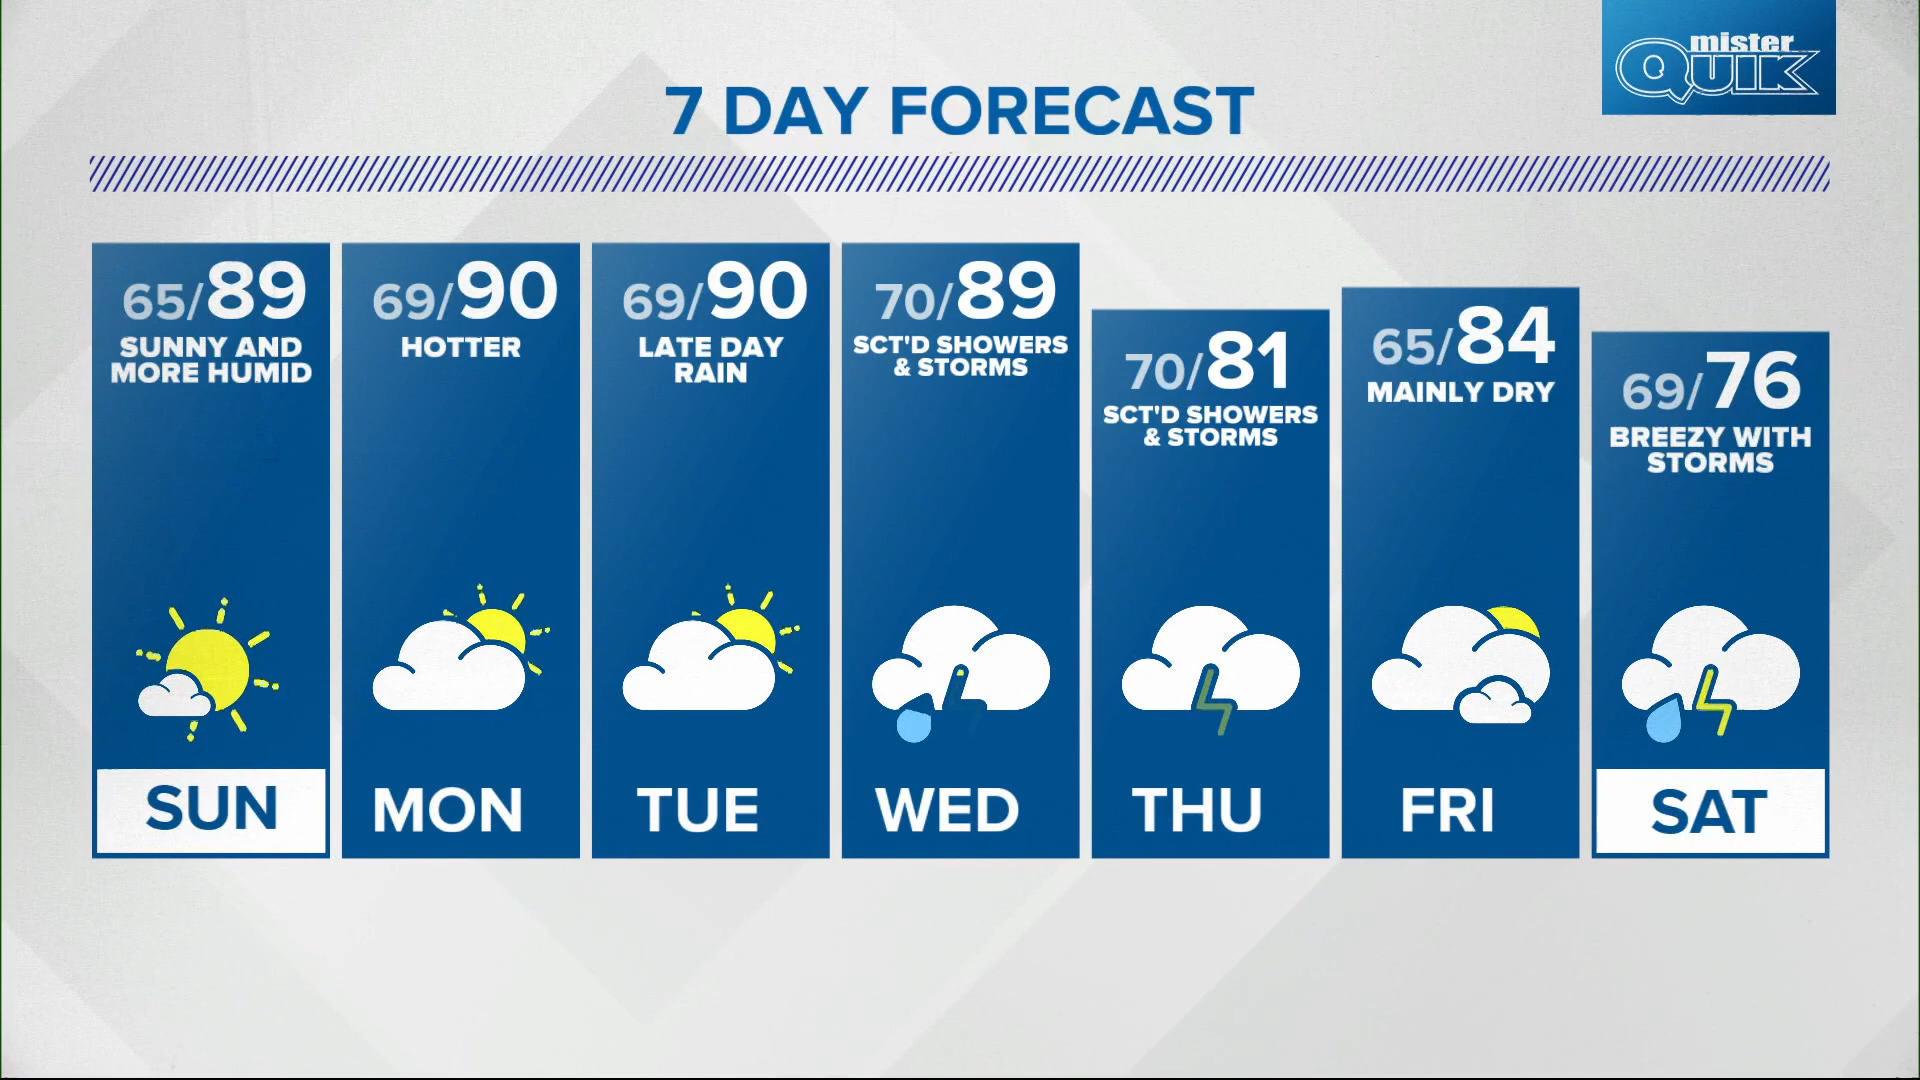 mister
QUIK
7 DAY FORECAST
65/89
SUNNY AND
MORE HUMID
SUN
69/90
HOTTER
MON
69/90
LATE DAY
RAIN
TUE
70/89
SCT'D SHOWERS
& STORMS
WED
70/81
SCT'D SHOWERS
& STORMS
THU
65/84
MAINLY DRY
FRI
69/76
BREEZY WITH
STORMS
SAT